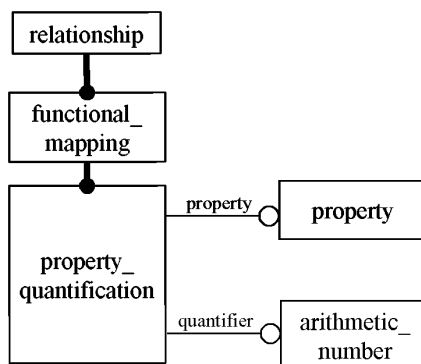 relationship
functional_
mapping
property
property
property_
quantification
quantifier
arithmetic_
number